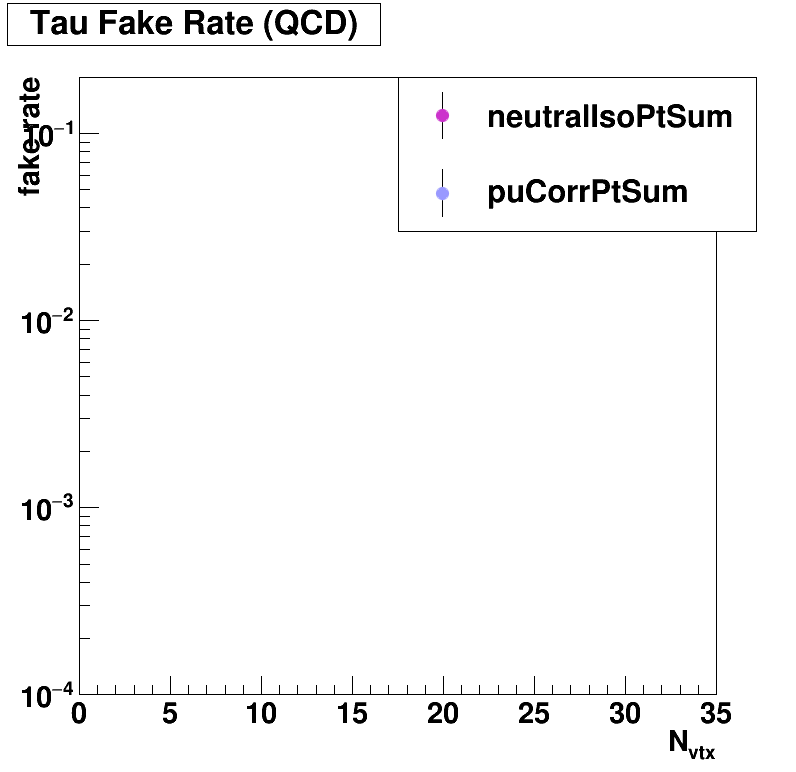 Tau Fake Rate (QCD)
fake rate
neutralIsoPtSum
puCorrPtSum
10⁻¹
10⁻²
10⁻³
10⁻⁴
0 5 10 15 20 25 30 35
N_vtx